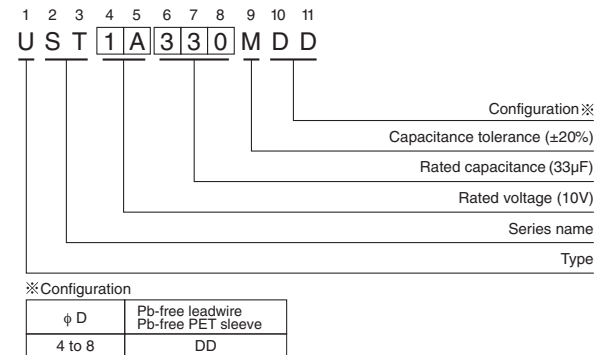 1 2 3 4 5 6 7 8 9 10 11
U S T 1 A 3 3 0 M D D
Configuration※
Capacitance tolerance (±20%)
Rated capacitance (33µF)
Rated voltage (10V)
Series name
Type
※Configuration
ϕ D
Pb-free leadwire
Pb-free PET sleeve
4 to 8
DD